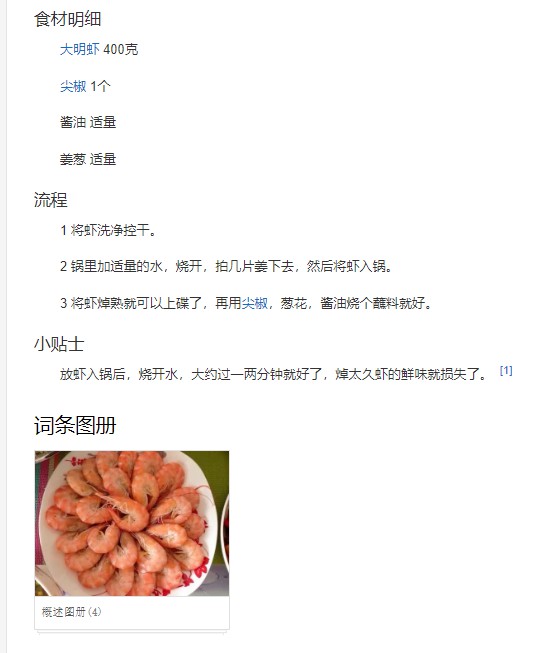 食材明细
大明虾 400克
尖椒 1个
酱油 适量
姜葱 适量
流程
1 将虾洗净控干。
2 锅里加适量的水，烧开，拍几片姜下去，然后将虾入锅。
3 将虾焯熟就可以上碟了，再用尖椒，葱花，酱油烧个蘸料就好。
小贴士
放虾入锅后，烧开水，大约过一两分钟就好了，焯太久虾的鲜味就损失了。 [1]
词条图册
概述图册(4)